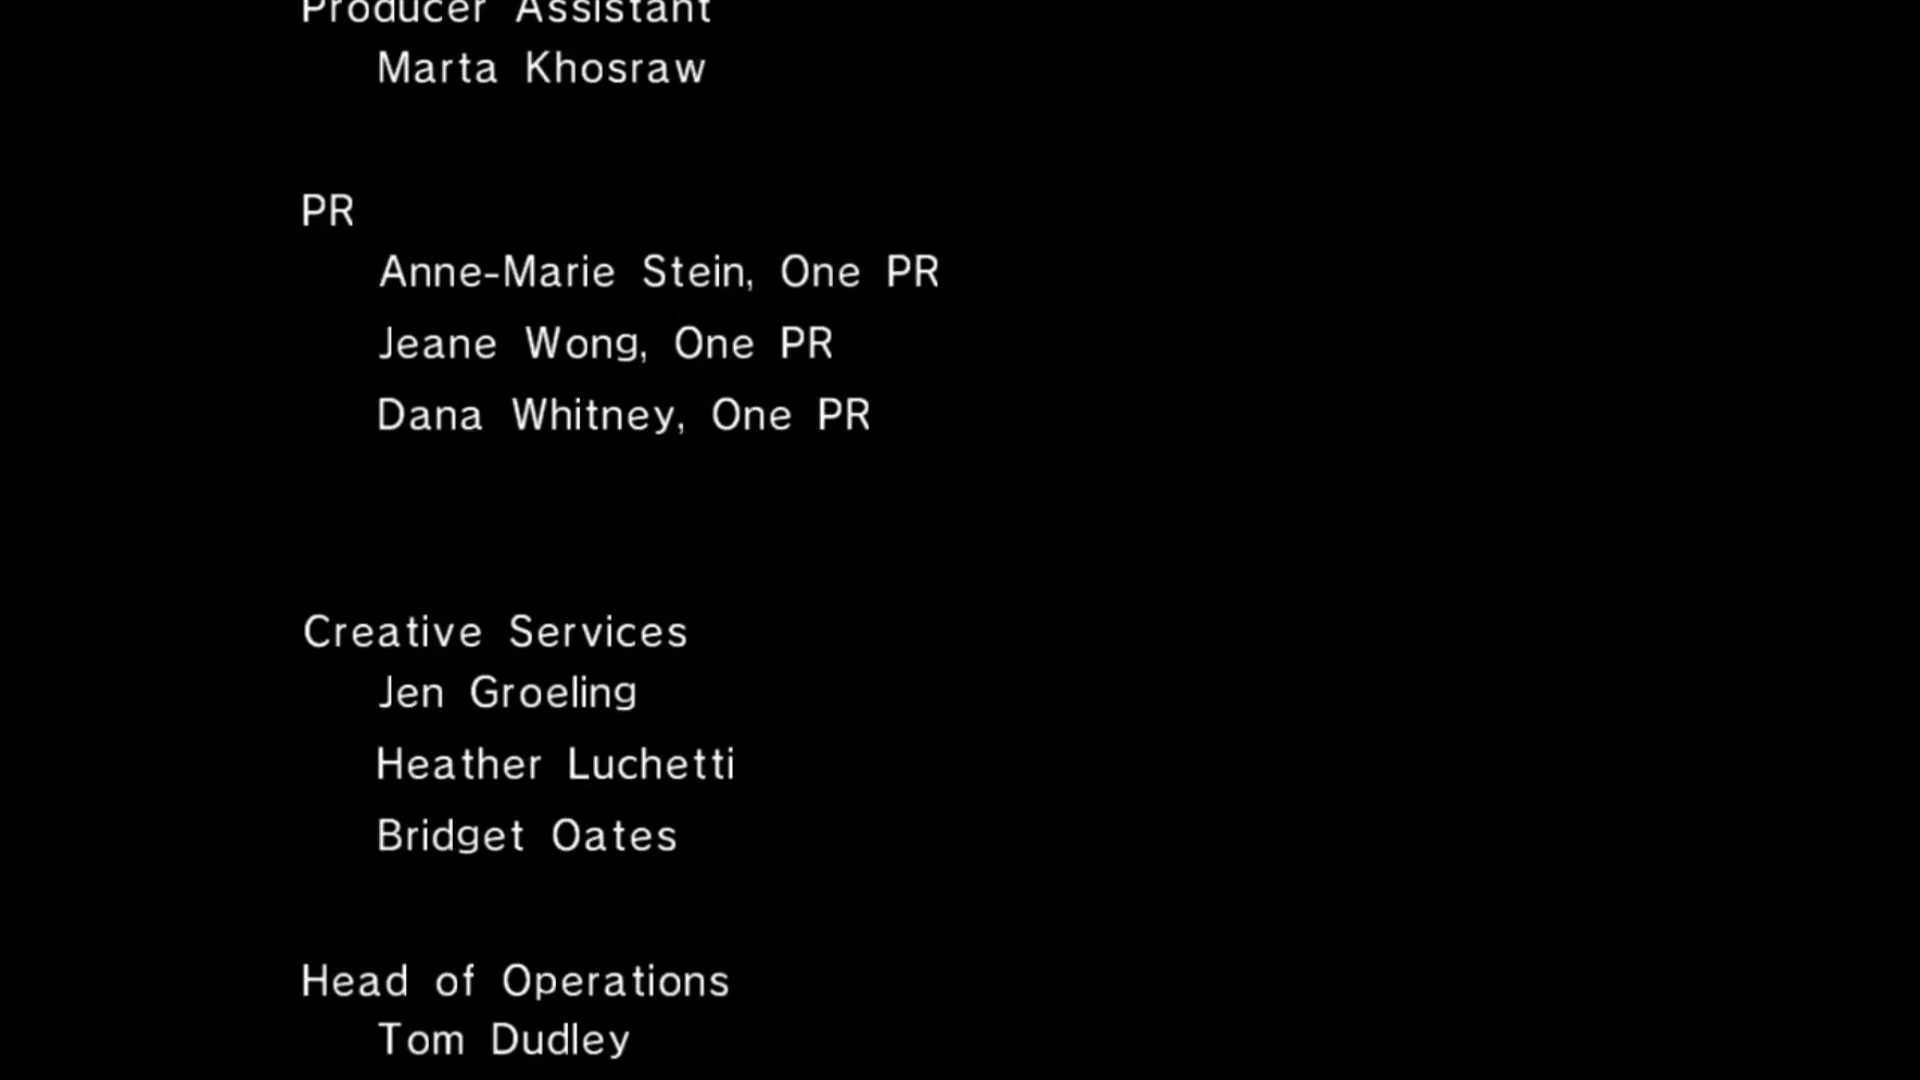 Producer Assistant
Marta Khosraw
PR
Anne-Marie Stein, One PR
Jeane Wong, One PR
Dana Whitney, One PR
Creative Services
Jen Groeling
Heather Luchetti
Bridget Oates
Head of Operations
Tom Dudley